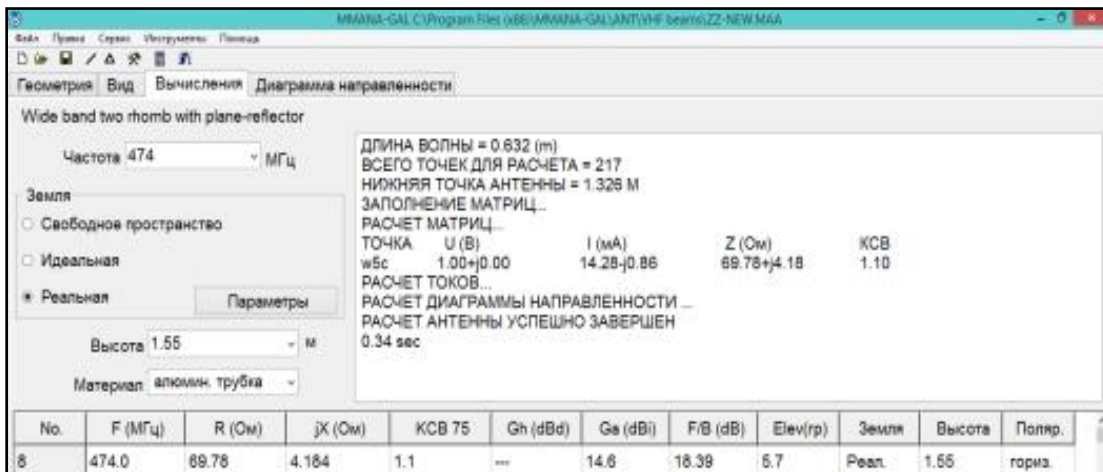 MMANA-GAL C:\Program Files (x86)\MMANA-GAL\ANT\VHF beams\ZZ-NEW.MAA
Файл Правка Сервис Инструменты Помощь
Геометрия Вид Вычисления Диаграмма направленности
Wide band two rhomb with plane-reflector
Частота 474 МГц
Земля
Свободное пространство
Идеальная
Реальная Параметры
Высота 1.55 м
Материал алюмин. трубка
ДЛИНА ВОЛНЫ = 0.632 (m)
ВСЕГО ТОЧЕК ДЛЯ РАСЧЕТА = 217
НИЖНЯЯ ТОЧКА АНТЕННЫ = 1.326 М
ЗАПОЛНЕНИЕ МАТРИЦ...
РАСЧЕТ МАТРИЦ...
ТОЧКА U (В) I (мА) Z (Ом) КСВ
w5c 1.00+j0.00 14.28-j0.86 69.78+j4.18 1.10
РАСЧЕТ ТОКОВ...
РАСЧЕТ ДИАГРАММЫ НАПРАВЛЕННОСТИ ...
РАСЧЕТ АНТЕННЫ УСПЕШНО ЗАВЕРШЕН
0.34 sec
No. F (МГц) R (Ом) jX (Ом) КСВ 75 Gh (dBd) Ga (dBi) F/B (dB) Elev(гр) Земля Высота Поляр.
8 474.0 69.78 4.184 1.1 --- 14.6 18.39 6.7 Реал. 1.55 гориз.